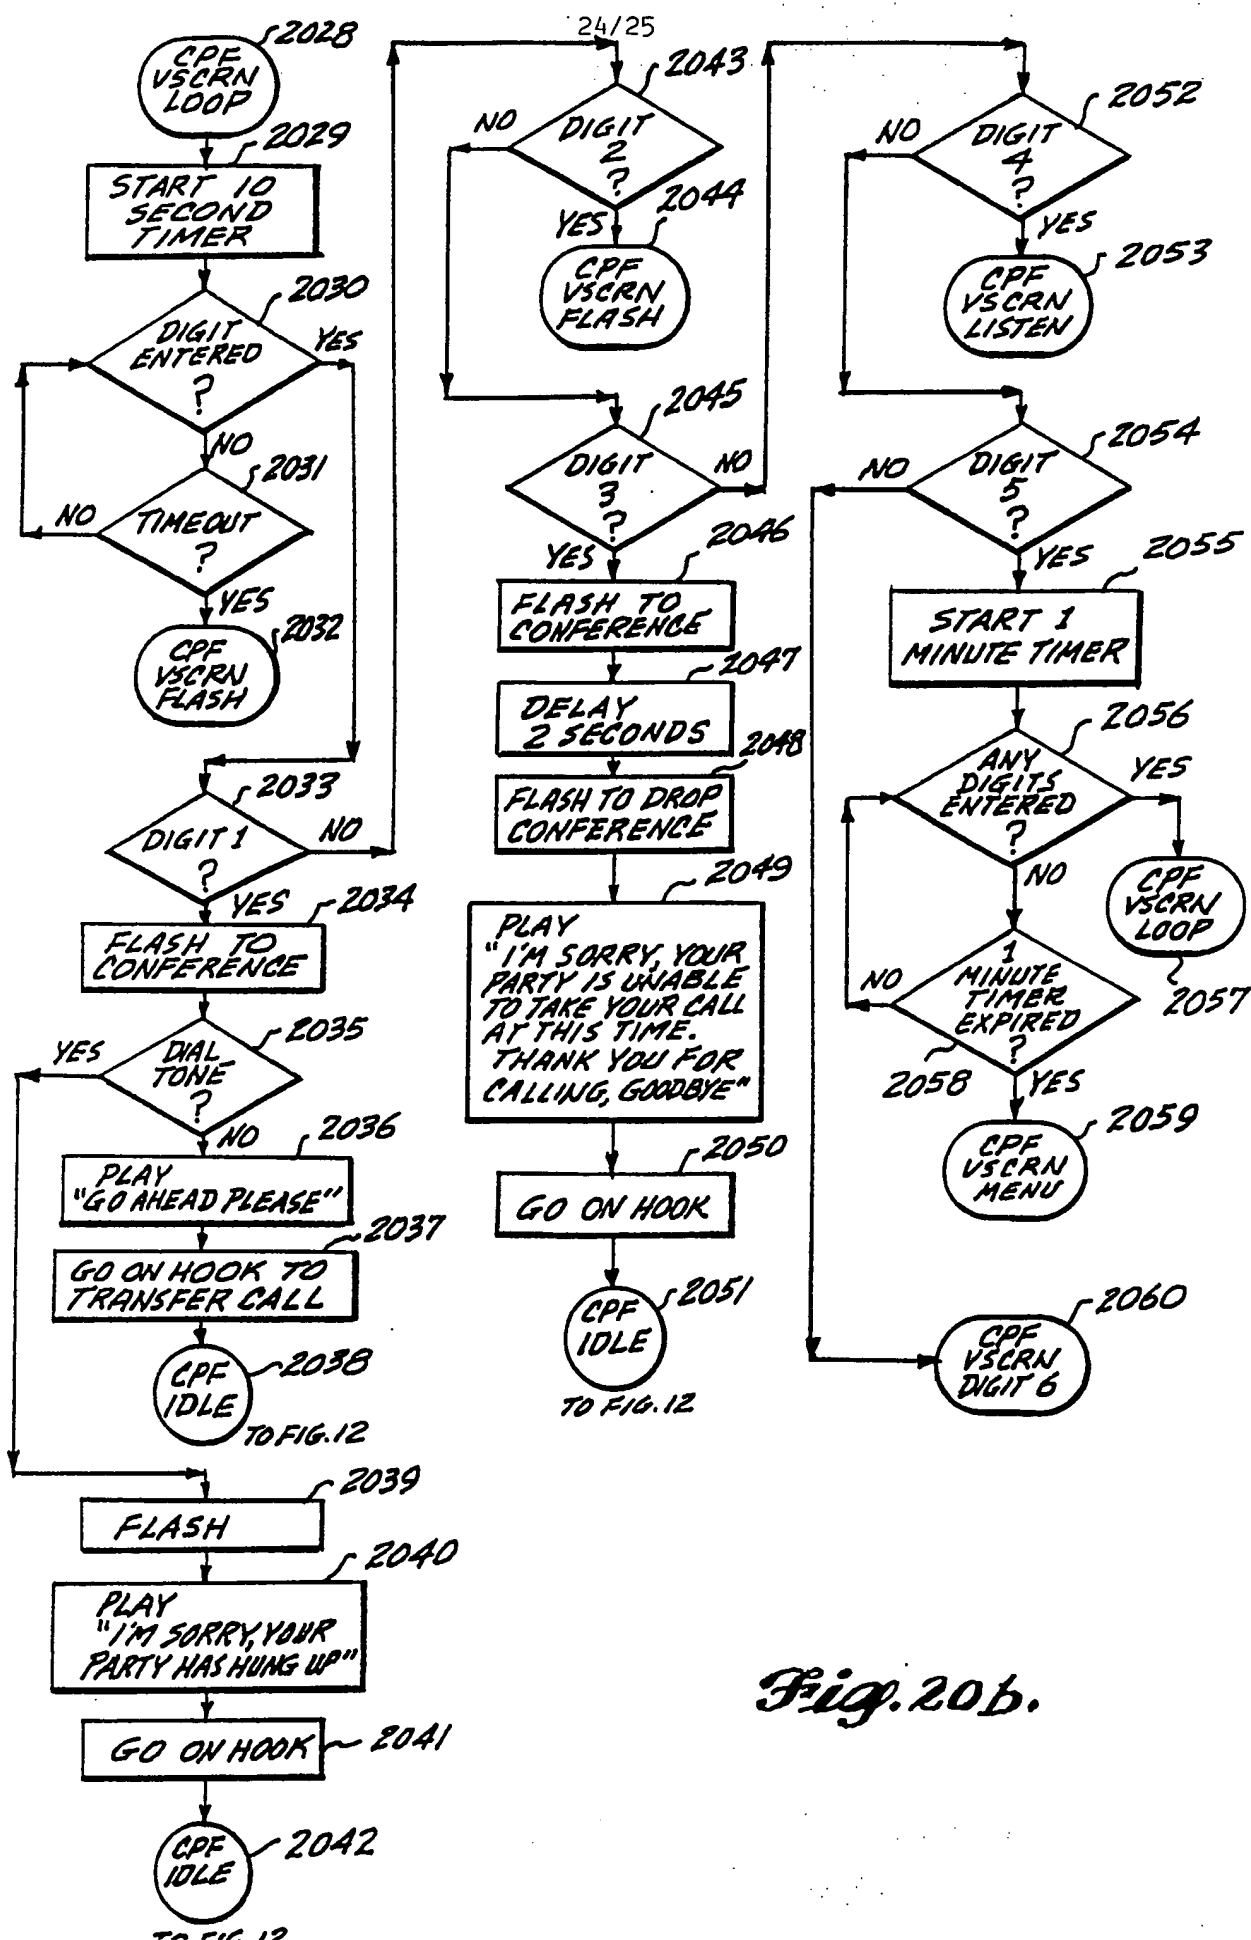 24/25
2028
CPF
VSCRN
LOOP
2029
START 10
SECOND
TIMER
2030
DIGIT
ENTERED
?
YES
NO
2031
TIMEOUT
?
NO
YES
2032
CPF
VSCRN
FLASH
2033
DIGIT 1
?
NO
YES
2034
FLASH TO
CONFERENCE
2035
DIAL
TONE
?
YES
NO
2036
PLAY
"GO AHEAD PLEASE"
2037
GO ON HOOK TO
TRANSFER CALL
2038
CPF
IDLE
TO FIG.12
2039
FLASH
2040
PLAY
"I'M SORRY, YOUR
PARTY HAS HUNG UP"
2041
GO ON HOOK
2042
CPF
IDLE
TO FIG.12
2043
DIGIT
2
?
NO
YES
2044
CPF
VSCRN
FLASH
2045
DIGIT
3
?
NO
YES
2046
FLASH TO
CONFERENCE
2047
DELAY
2 SECONDS
2048
FLASH TO DROP
CONFERENCE
2049
PLAY
"I'M SORRY, YOUR
PARTY IS UNABLE
TO TAKE YOUR CALL
AT THIS TIME.
THANK YOU FOR
CALLING, GOODBYE"
2050
GO ON HOOK
2051
CPF
IDLE
TO FIG.12
2052
DIGIT
4
?
NO
YES
2053
CPF
VSCRN
LISTEN
2054
DIGIT
5
?
NO
YES
2055
START 1
MINUTE TIMER
2056
ANY
DIGITS
ENTERED
?
YES
NO
CPF
VSCRN
LOOP
2057
1
MINUTE
TIMER
EXPIRED
?
NO
2058
YES
2059
CPF
VSCRN
MENU
2060
CPF
VSCRN
DIGIT 6
Fig. 20b.